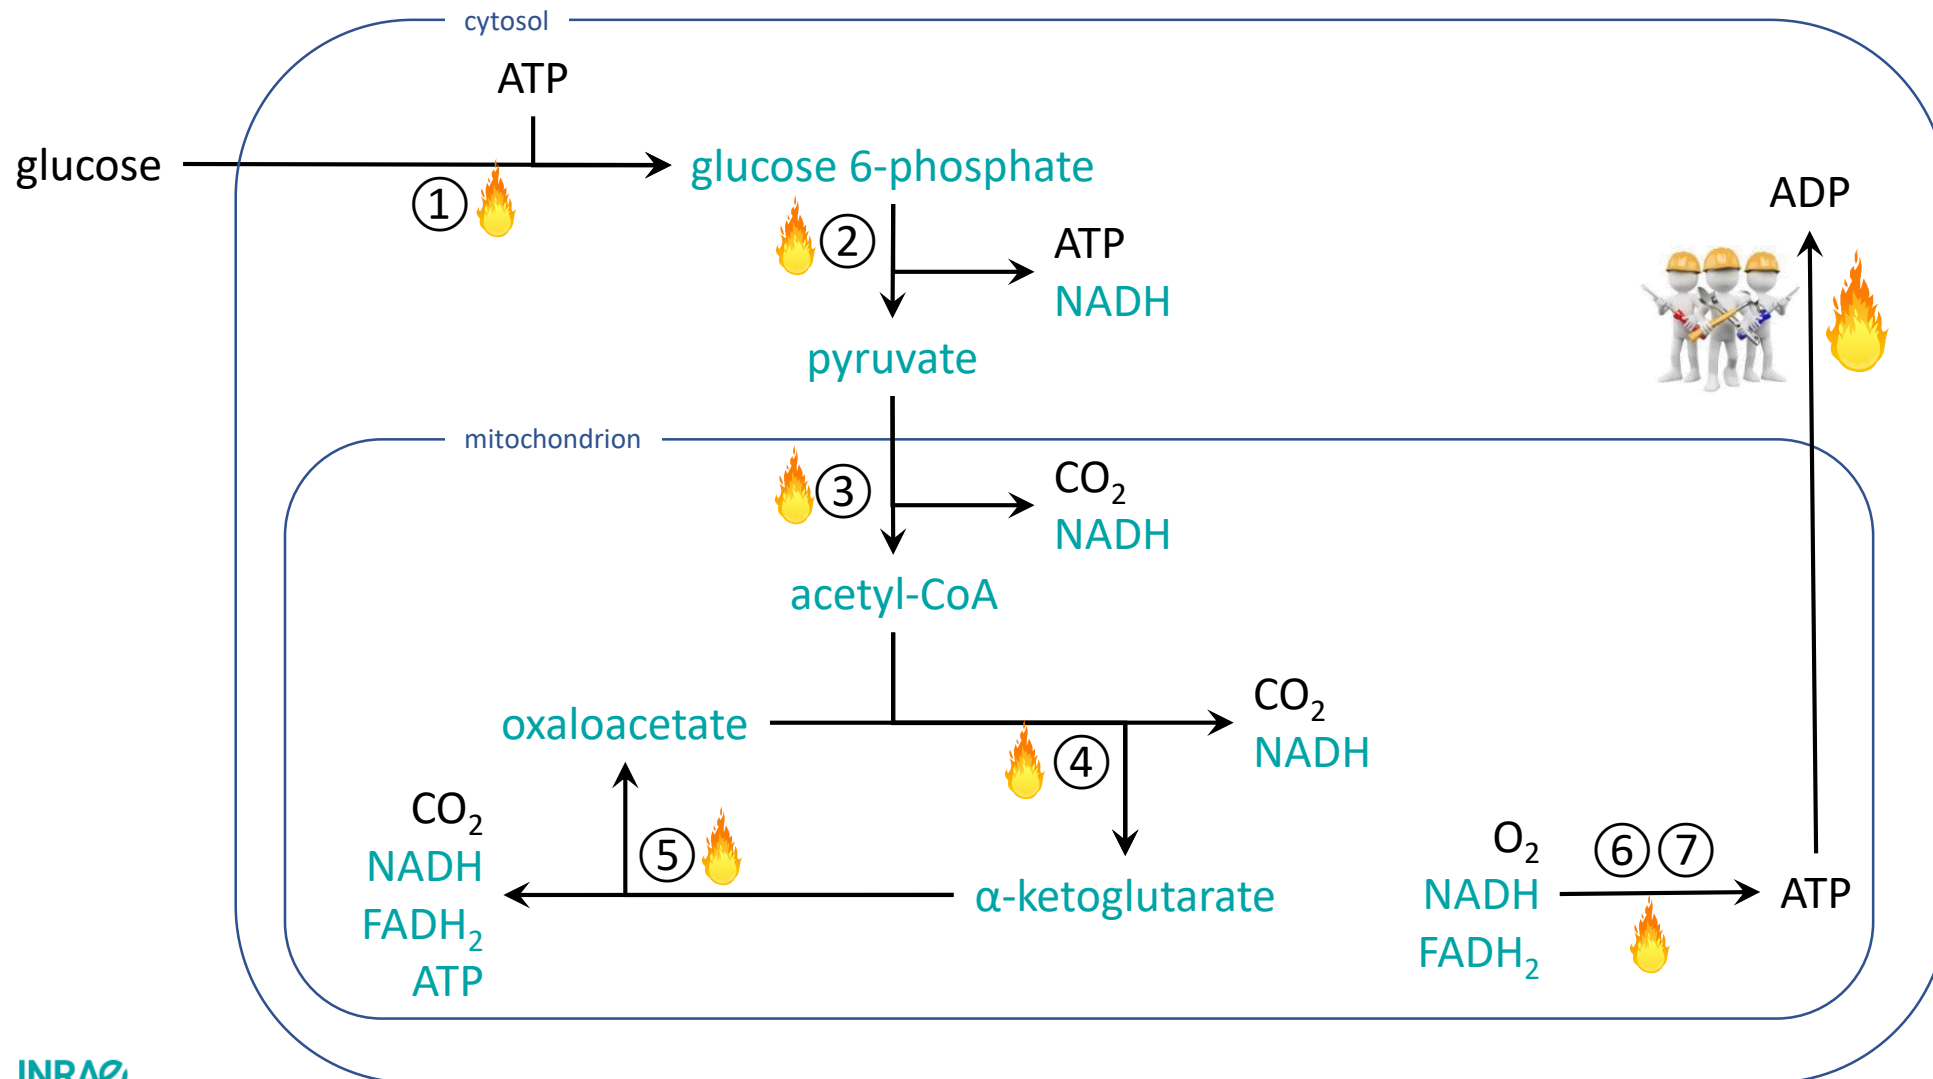 cytosol
ATP
glucose
glucose 6-phosphate
①
②
ATP
NADH
ADP
pyruvate
mitochondrion
③
CO₂
NADH
acetyl-CoA
oxaloacetate
CO₂
NADH
④
CO₂
NADH
FADH₂
ATP
⑤
α-ketoglutarate
O₂
NADH
FADH₂
⑥⑦
ATP
INRAE